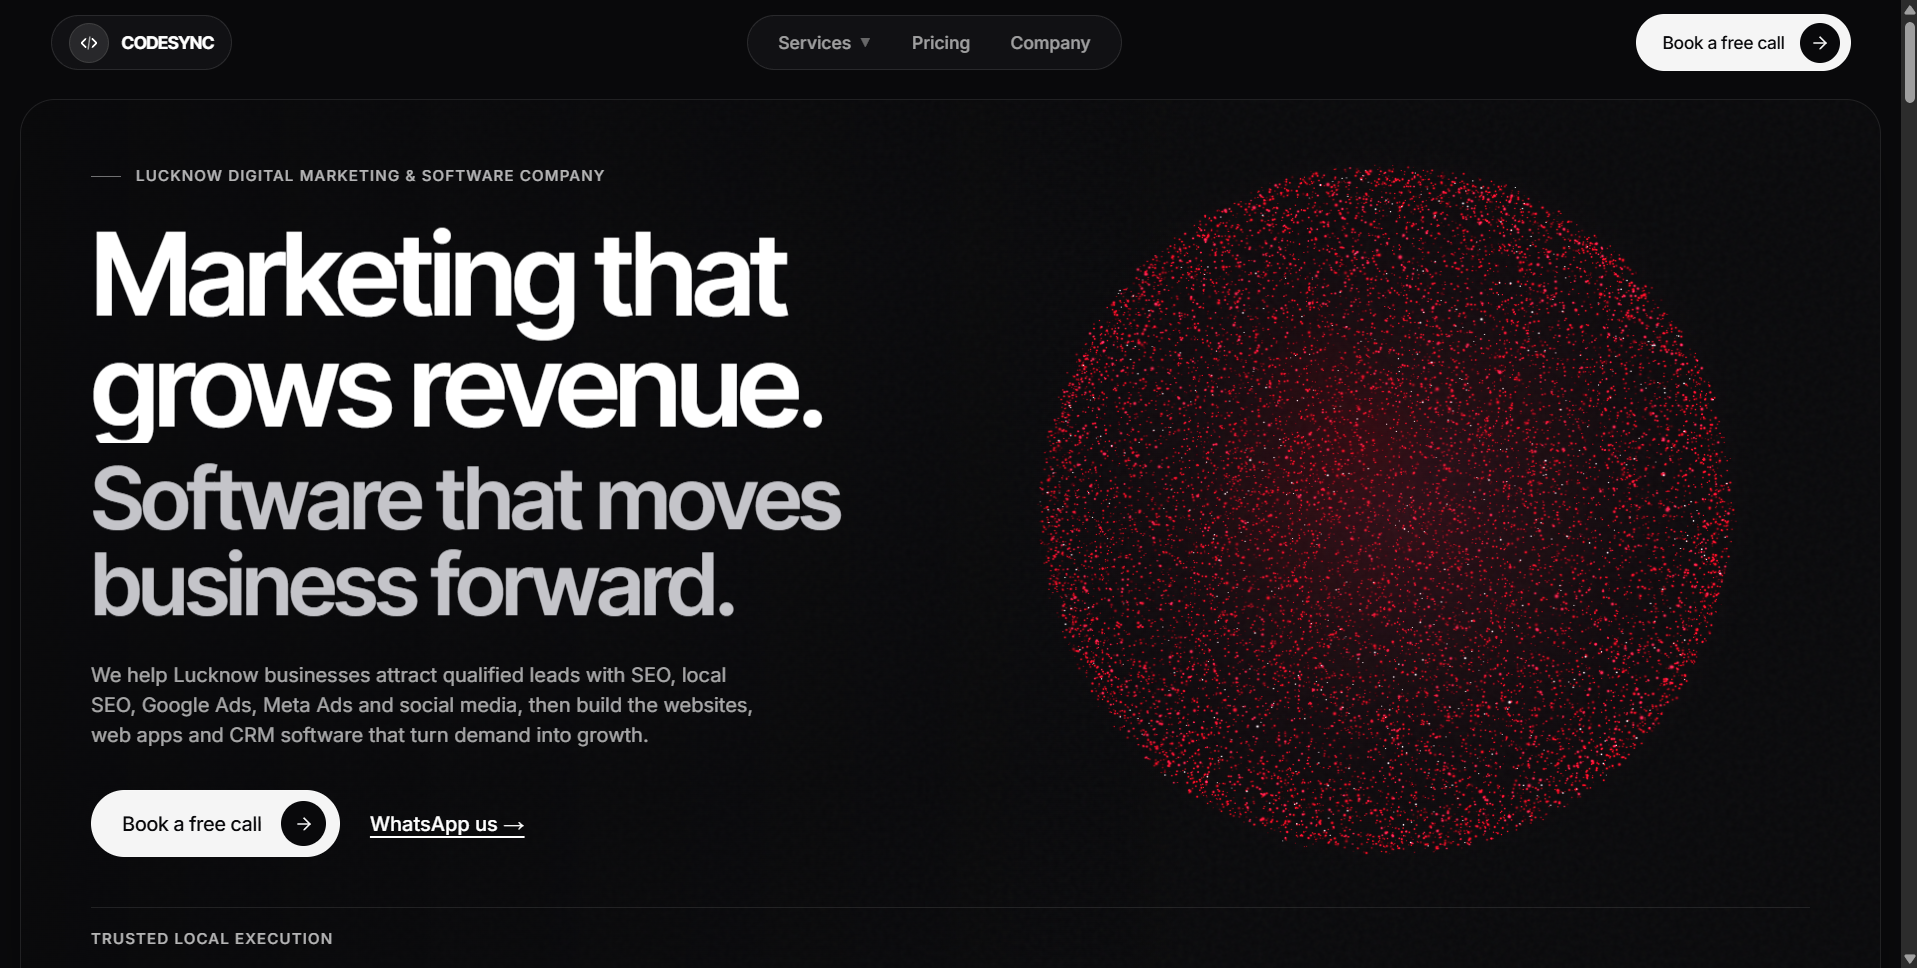 CODESYNC
Services ▼
Pricing
Company
Book a free call →
LUCKNOW DIGITAL MARKETING & SOFTWARE COMPANY
Marketing that
grows revenue.
Software that moves
business forward.
We help Lucknow businesses attract qualified leads with SEO, local
SEO, Google Ads, Meta Ads and social media, then build the websites,
web apps and CRM software that turn demand into growth.
Book a free call →
WhatsApp us →
TRUSTED LOCAL EXECUTION